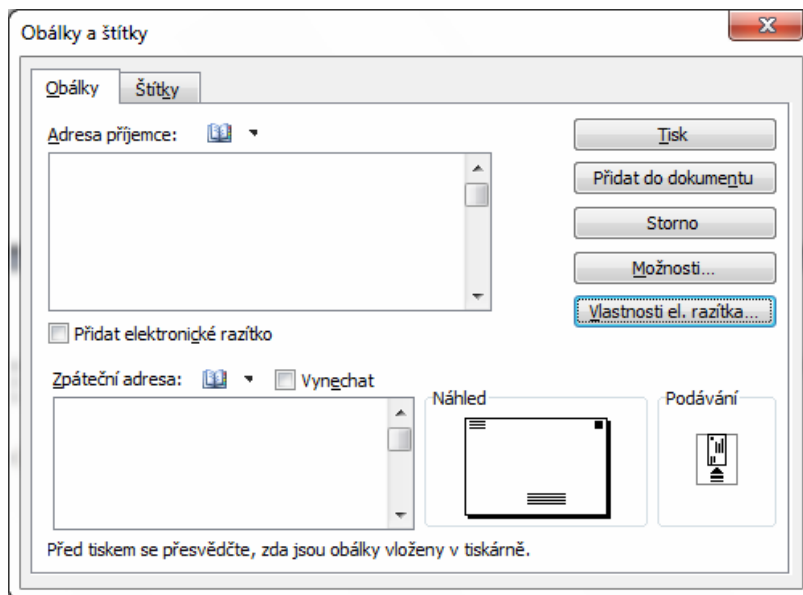 Obálky a štítky
Obálky
Štítky
Adresa příjemce:
Tisk
Přidat do dokumentu
Storno
Možnosti...
Vlastnosti el. razítka...
Přidat elektronické razítko
Zpáteční adresa:
Vynechat
Náhled
Podávání
Před tiskem se přesvědčte, zda jsou obálky vloženy v tiskárně.